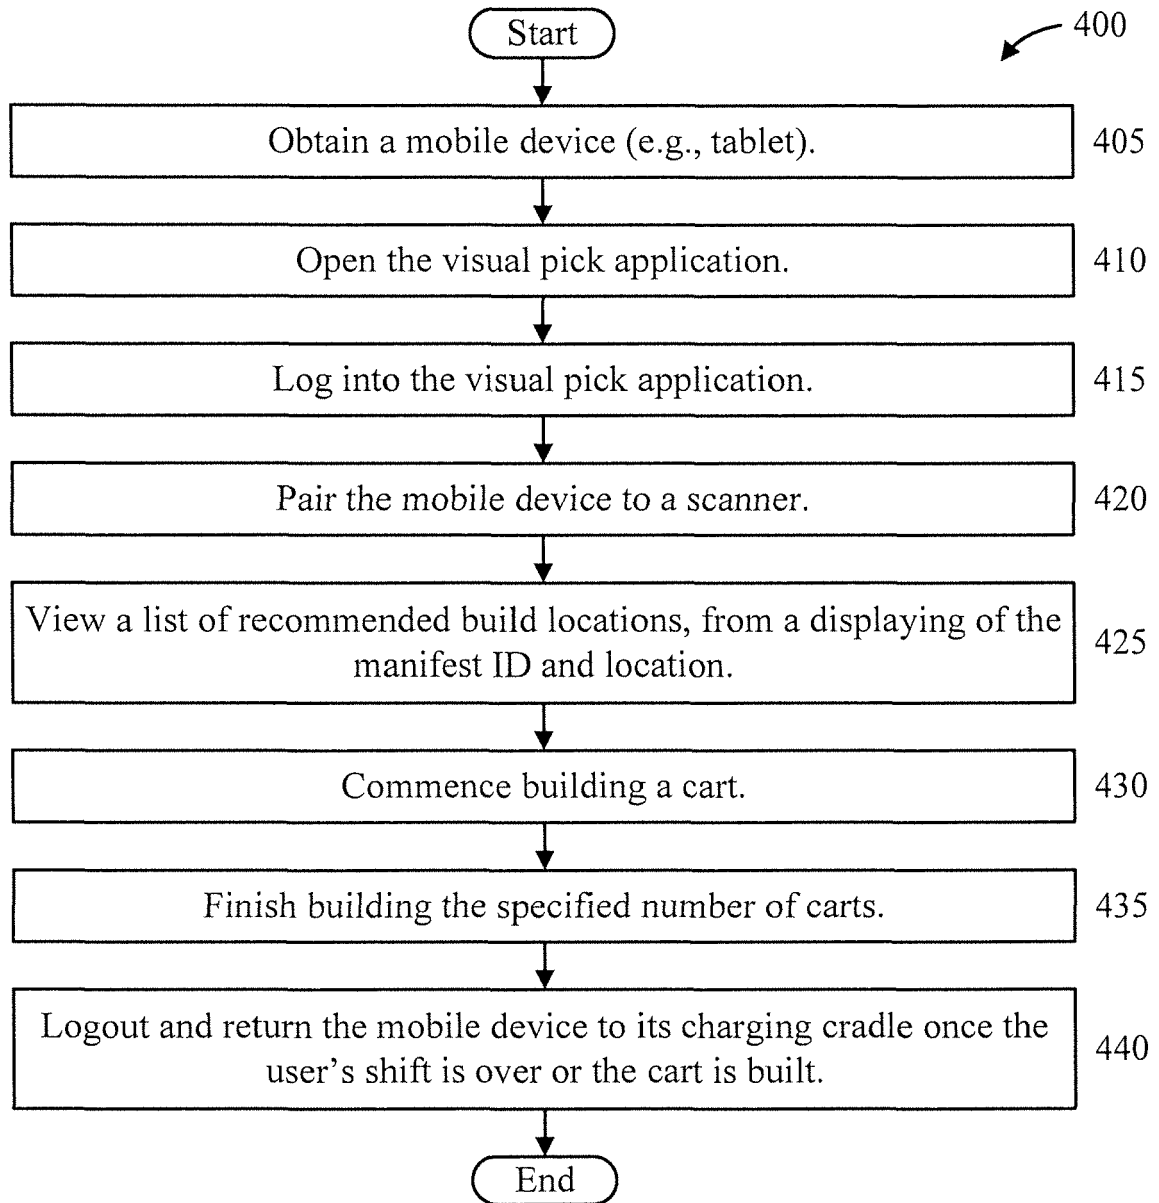 Start
400
Obtain a mobile device (e.g., tablet).
405
Open the visual pick application.
410
Log into the visual pick application.
415
Pair the mobile device to a scanner.
420
View a list of recommended build locations, from a displaying of the
manifest ID and location.
425
Commence building a cart.
430
Finish building the specified number of carts.
435
Logout and return the mobile device to its charging cradle once the
user's shift is over or the cart is built.
440
End